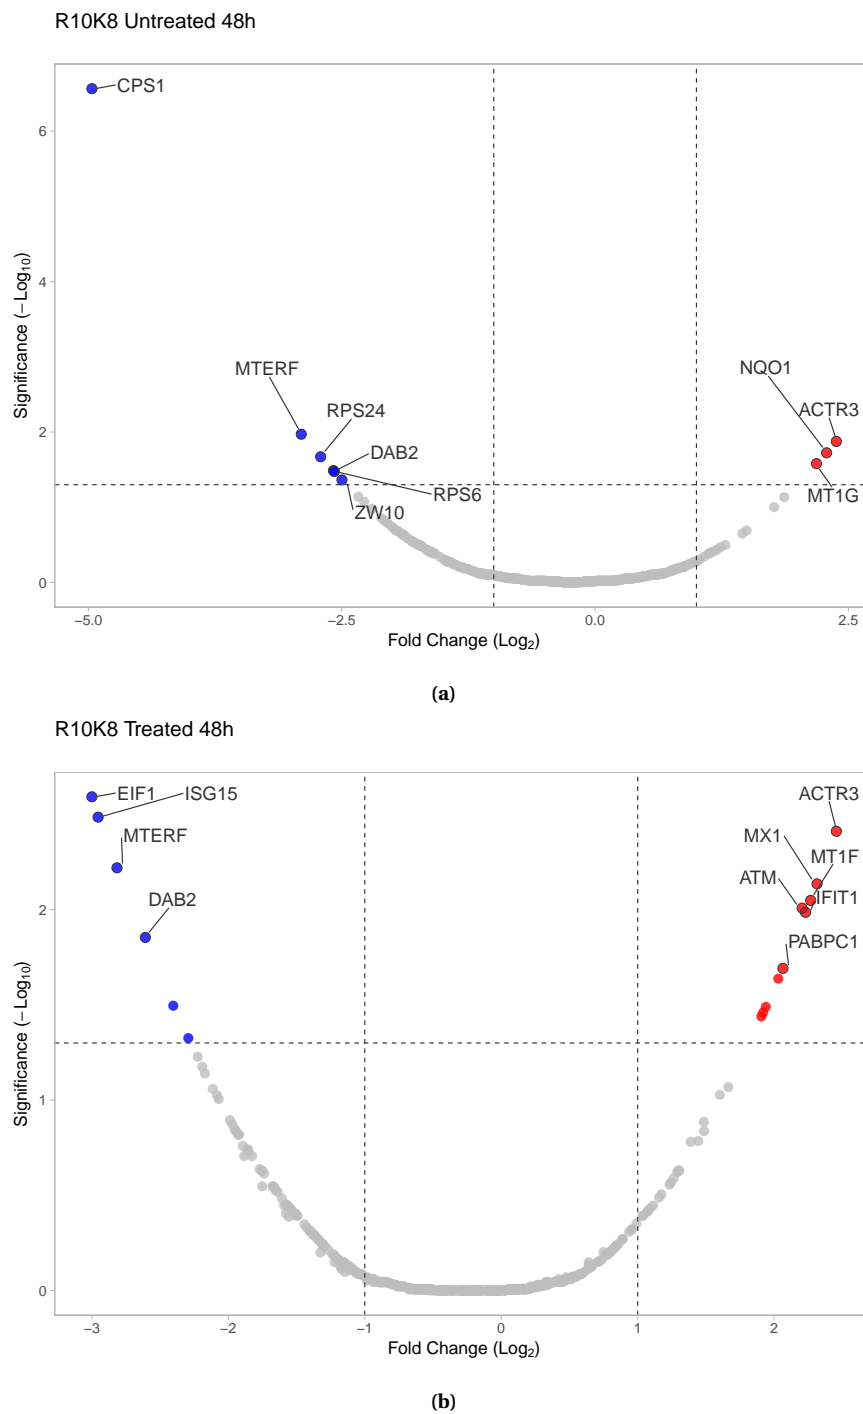 R10K8 Untreated 48h
CPS1
6
4
Significance (−Log10)
MTERF
NQO1
RPS24
ACTR3
2
DAB2
RPS6
MT1G
ZW10
0
−5.0 −2.5 0.0 2.5
Fold Change (Log2)
(a)
R10K8 Treated 48h
EIF1 ISG15 ACTR3
MTERF MX1
MT1F
ATM
DAB2 IFIT1
2
PABPC1
Significance (−Log10)
1
0
−3 −2 −1 0 1 2
Fold Change (Log2)
(b)